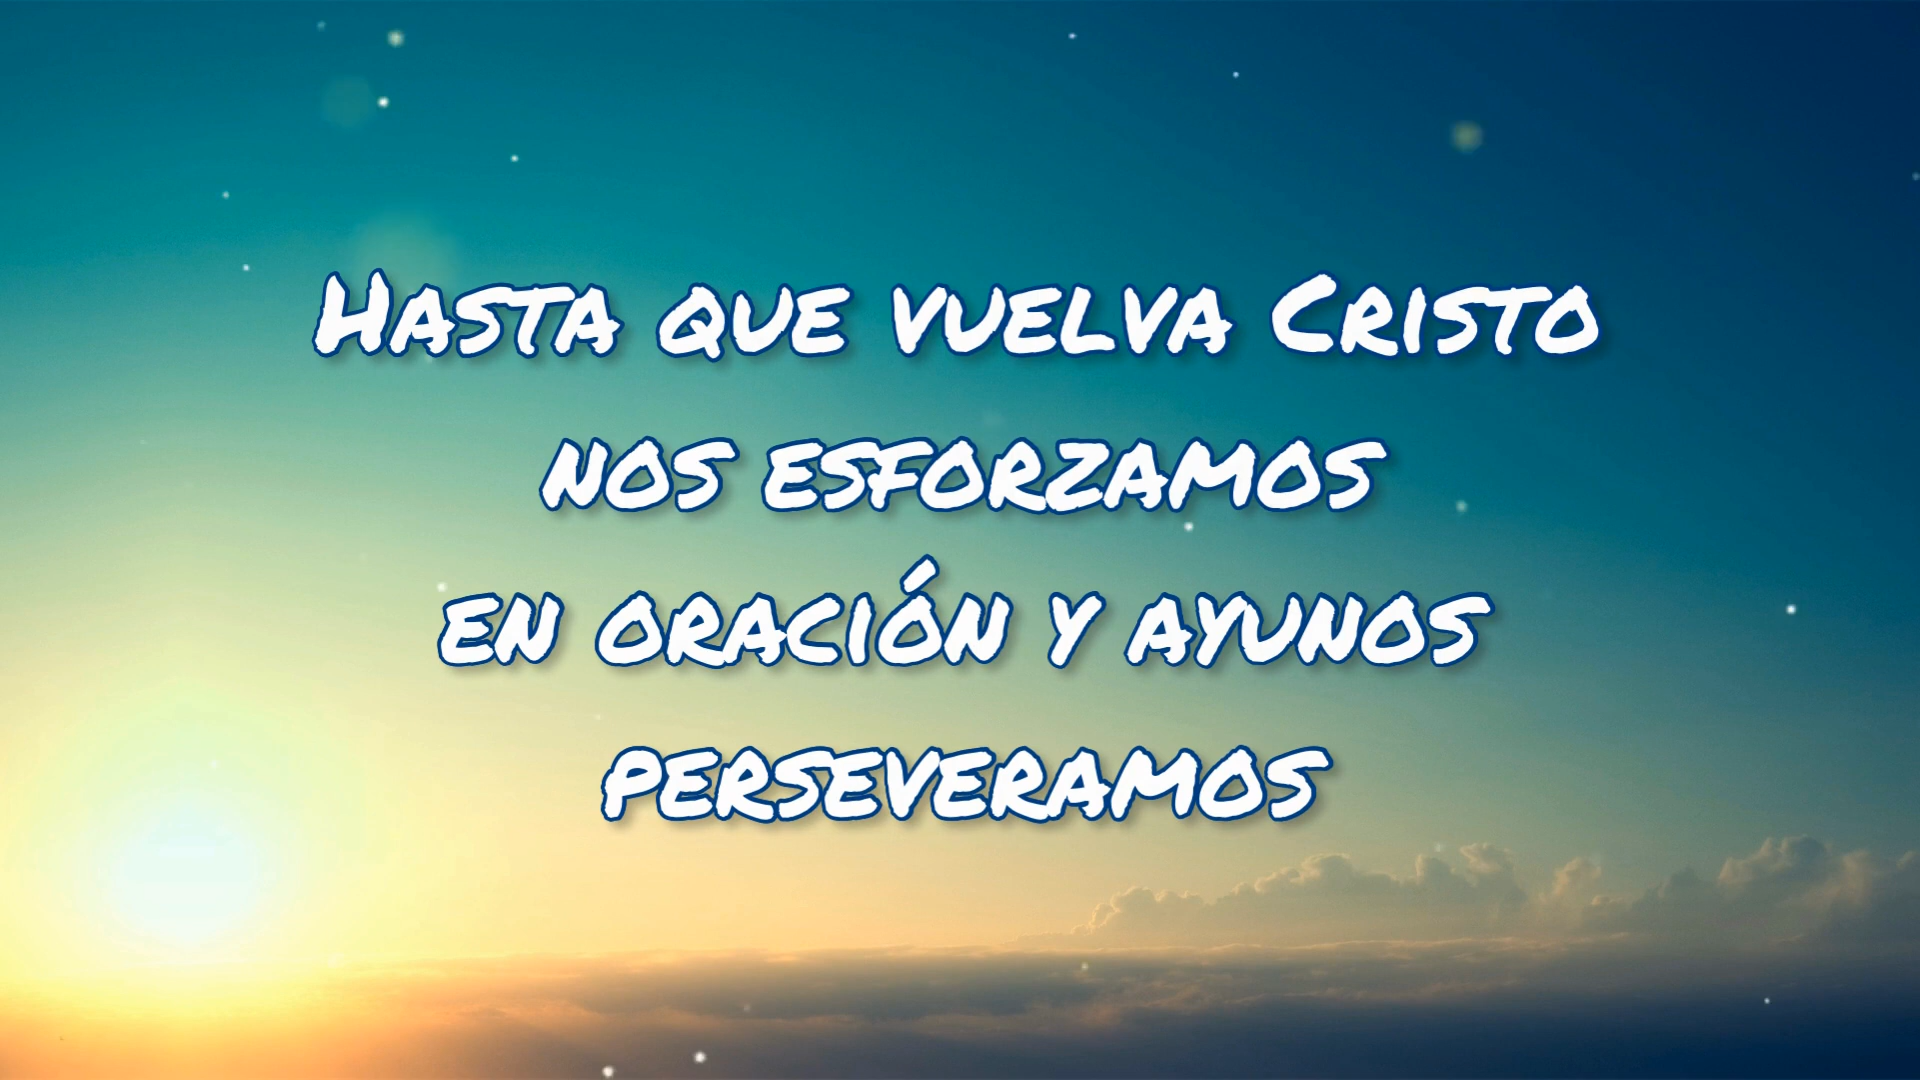 Hasta que vuelva Cristo
nos esforzamos
en oración y ayunos
perseveramos